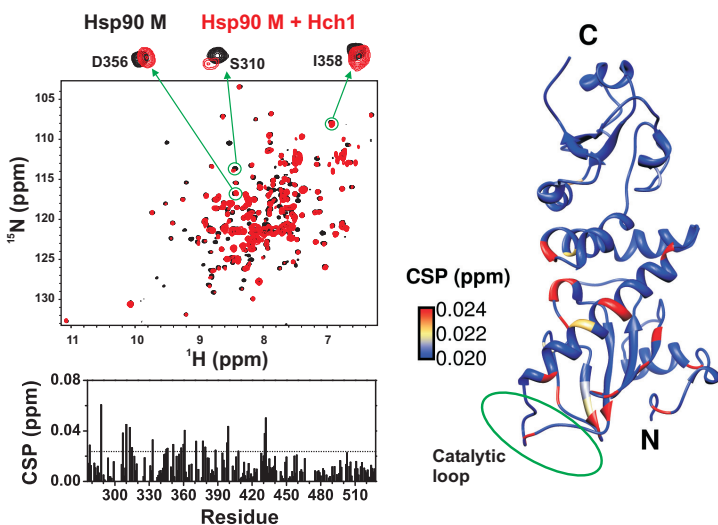 Hsp90 M Hsp90 M + Hch1
D356 S310 I358
105
110
115
120
125
130
¹⁵N (ppm)
11 10 9 8 7
¹H (ppm)
0.08
0.04
0.00
CSP (ppm)
300 330 360 390 420 450 480 510
Residue
C
CSP (ppm)
0.024
0.022
0.020
N
Catalytic
loop